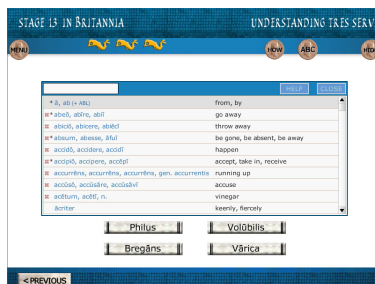 STAGE 13 IN BRITANNIA
UNDERSTANDING TRES SERV
MENU
HOW
ABC
HID
HELP
CLOSE
* ā, ab (+ ABL) from, by
* abeō, abīre, abiī go away
abiciō, abicere, abiēcī throw away
* absum, abesse, āfuī be gone, be absent, be away
accidō, accidere, accidī happen
* accipiō, accipere, accēpī accept, take in, receive
accurrēns, accurrēns, accurrēns, gen. accurrentis running up
accūsō, accūsāre, accūsāvī accuse
acētum, acētī, n. vinegar
ācriter keenly, fiercely
Philus
Volūbilis
Bregāns
Vārica
< PREVIOUS